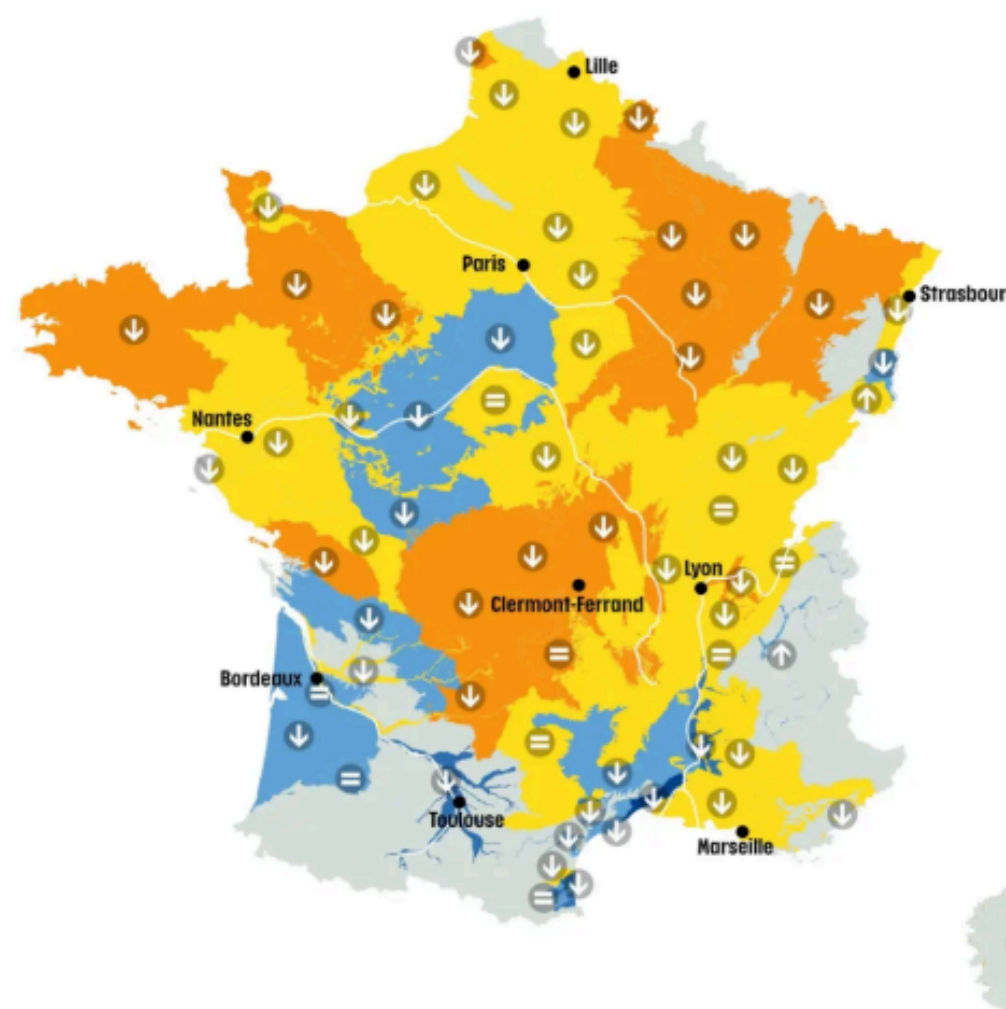 Lille
Paris
Strasbour
Nantes
Lyon
Clermont-Ferrand
Bordeaux
Toulouse
Marseille